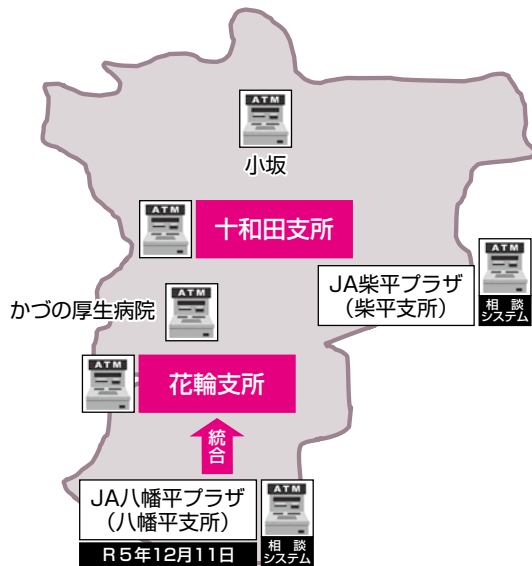 ATM
小坂
ATM
十和田支所
ATM
JA柴平プラザ
（柴平支所）
相談
システム
かづの厚生病院
ATM
ATM
花輪支所
統合
JA八幡平プラザ
（八幡平支所）
R5年12月11日
ATM
相談
システム